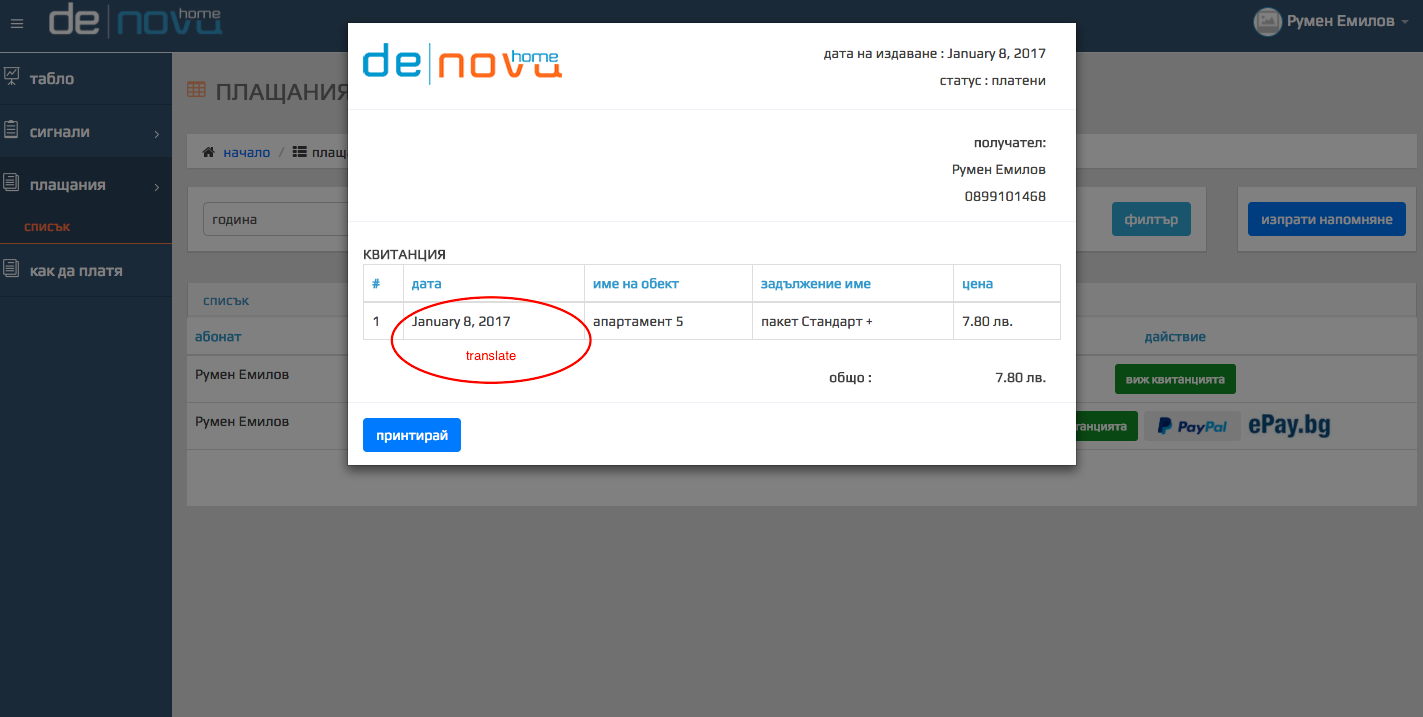 de nova home
Румен Емилов
табло
сигнали
плащания
списък
как да платя
ПЛАЩАНИЯ
начало / плащ
година
филтър
изпрати напомняне
списък
абонат
дайствие
Румен Емилов
виж квитанцията
Румен Емилов
танцията PayPal ePay.bg
de nova home
дата на издаване : January 8, 2017
статус : платени
получател:
Румен Емилов
0899101468
КВИТАНЦИЯ
# дата име на обект задължение име цена
1 January 8, 2017 апартамент 5 пакет Стандарт + 7.80 лв.
translate
общо : 7.80 лв.
принтирай